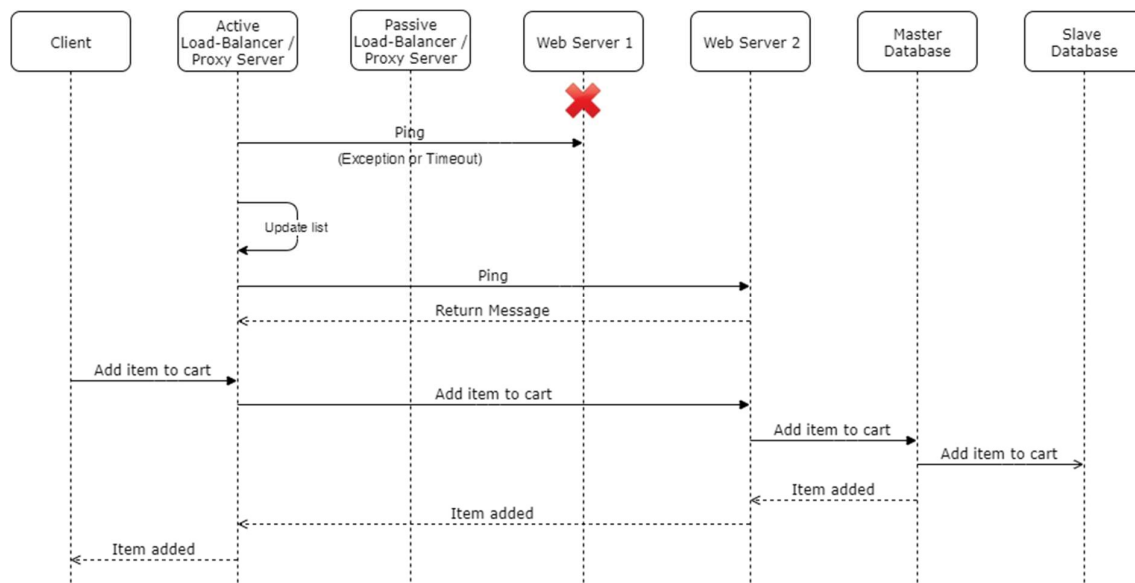 Client
Active
Load-Balancer /
Proxy Server
Passive
Load-Balancer /
Proxy Server
Web Server 1
Web Server 2
Master
Database
Slave
Database
Ping
(Exception or Timeout)
Update list
Ping
Return Message
Add item to cart
Add item to cart
Add item to cart
Add item to cart
Item added
Item added
Item added